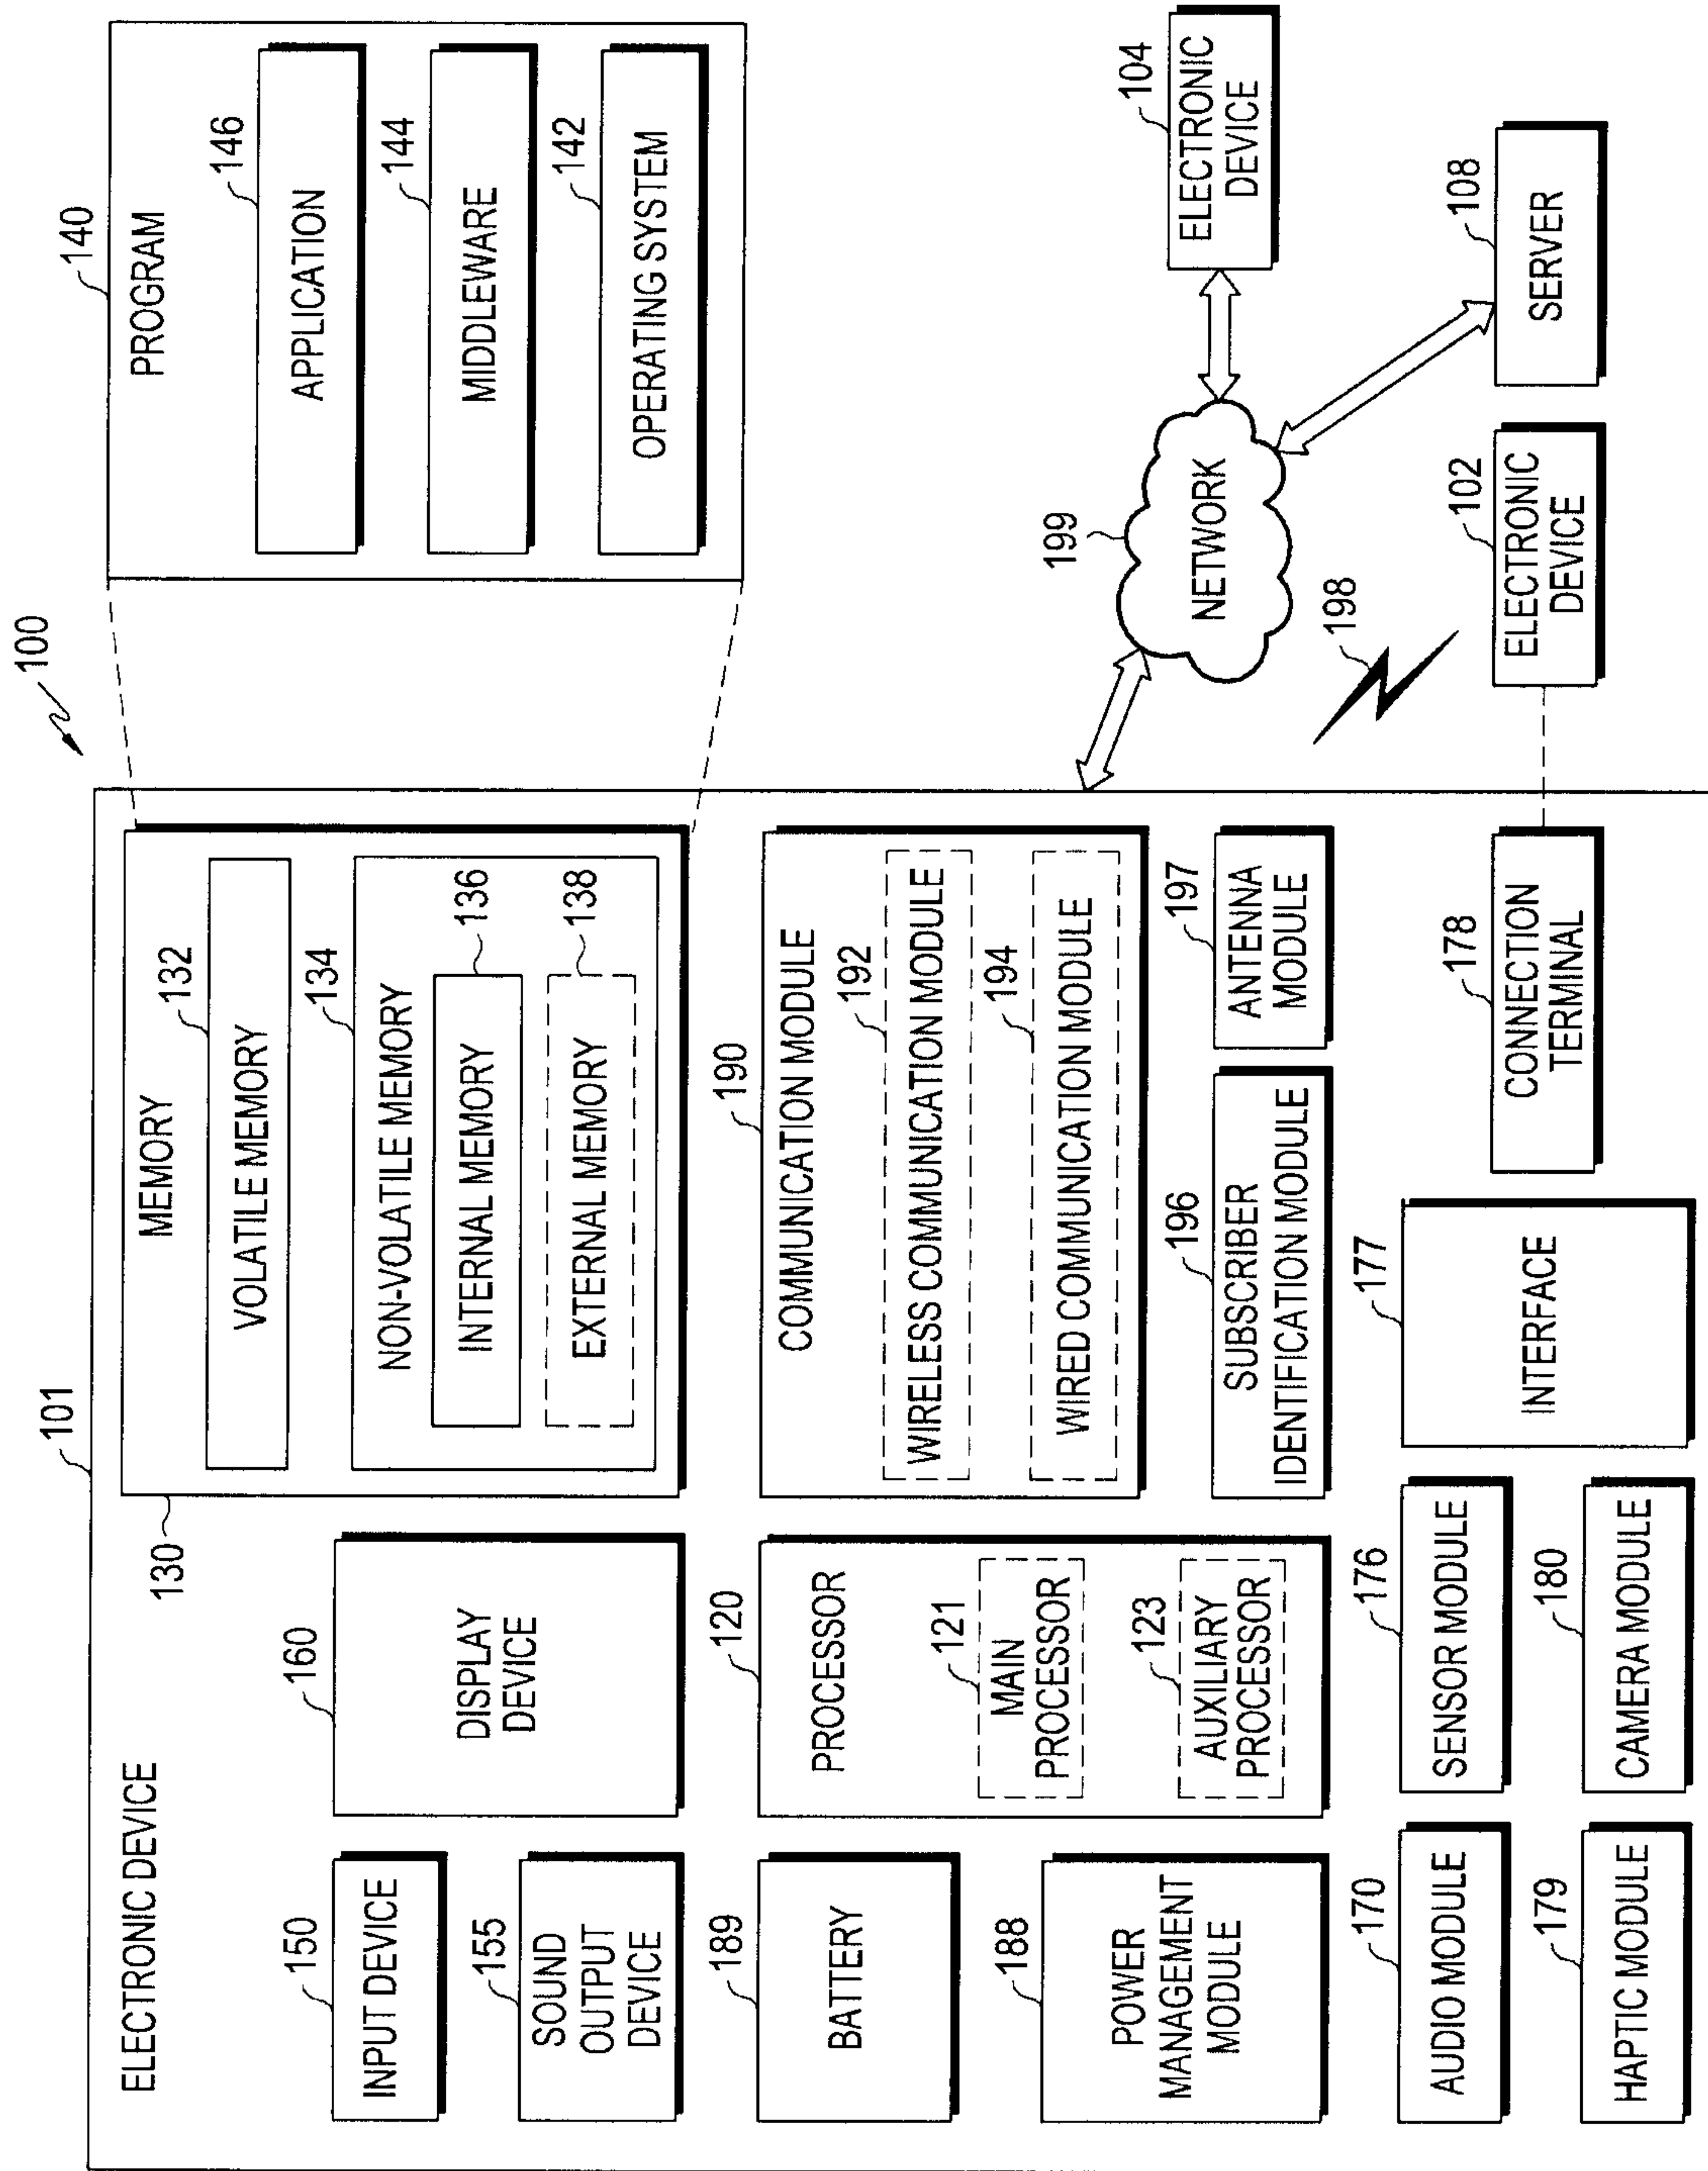 100
101
ELECTRONIC DEVICE
150
INPUT DEVICE
155
SOUND
OUTPUT
DEVICE
160
DISPLAY
DEVICE
130
MEMORY
132
VOLATILE MEMORY
134
NON-VOLATILE MEMORY
136
INTERNAL MEMORY
138
EXTERNAL MEMORY
140
PROGRAM
146
APPLICATION
144
MIDDLEWARE
142
OPERATING SYSTEM
189
BATTERY
188
POWER
MANAGEMENT
MODULE
120
PROCESSOR
121
MAIN
PROCESSOR
123
AUXILIARY
PROCESSOR
190
COMMUNICATION MODULE
192
WIRELESS COMMUNICATION MODULE
194
WIRED COMMUNICATION MODULE
196
SUBSCRIBER
IDENTIFICATION MODULE
197
ANTENNA
MODULE
170
AUDIO MODULE
176
SENSOR MODULE
179
HAPTIC MODULE
180
CAMERA MODULE
177
INTERFACE
178
CONNECTION
TERMINAL
199
NETWORK
198
104
ELECTRONIC
DEVICE
108
SERVER
102
ELECTRONIC
DEVICE